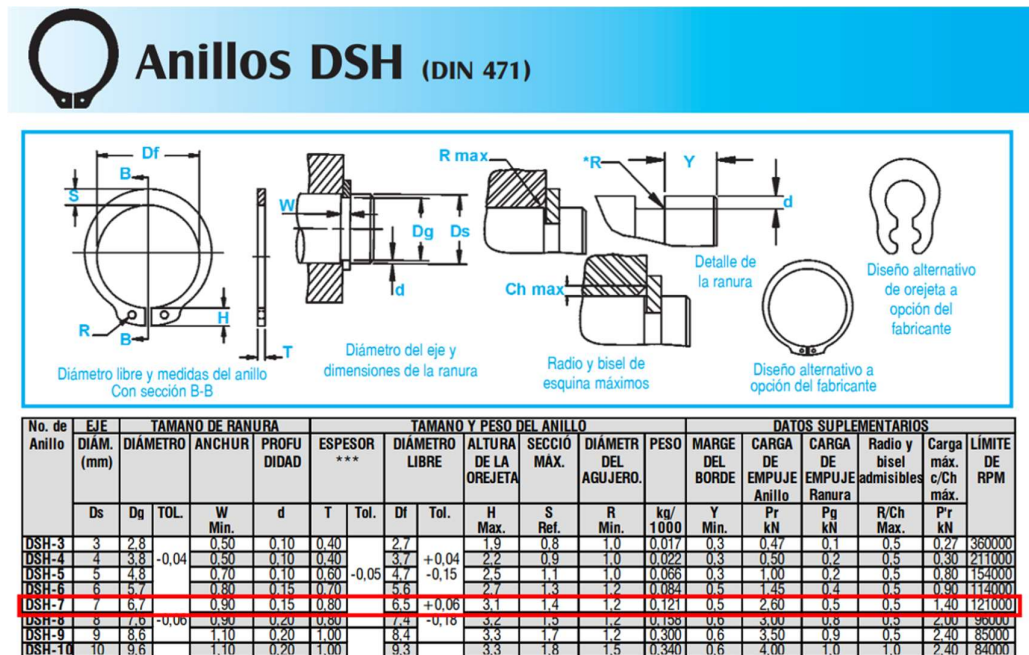 Anillos DSH (DIN 471)
Df
B
S
R
B
H
T
Diámetro libre y medidas del anillo
Con sección B-B
W
Dg
Ds
d
Diámetro del eje y
dimensiones de la ranura
R max
Ch max
Radio y bisel de
esquina máximos
*R
Y
d
Detalle de
la ranura
Diseño alternativo a
opción del fabricante
Diseño alternativo
de orejeta a
opción del
fabricante
No. de EJE TAMANO DE RANURA TAMANO Y PESO DEL ANILLO DATOS SUPLEMENTARIOS
Anillo DIÁM. DIÁMETRO ANCHUR PROFU ESPESOR DIÁMETRO ALTURA SECCIÓ DIÁMETR PESO MARGE CARGA CARGA Radio y Carga LÍMITE
(mm) DIDAD *** LIBRE DE LA MÁX. DEL DEL DE DE bisel máx. DE
OREJETA AGUJERO. BORDE EMPUJE EMPUJE admisibles c/Ch RPM
Anillo Ranura máx.
Ds Dg TOL. W d T Tol. Df Tol. H S R kg/ Y Pr Pg R/Ch P'r
Min. Max. Ref. Min. 1000 Min. kN kN Max. kN
DSH-3 3 2,8 0,50 0,10 0,40 2,7 1,9 0,8 1,0 0,017 0,3 0,47 0,1 0,5 0,27 360000
DSH-4 4 3,8 -0,04 0,50 0,10 0,40 3,7 +0,04 2,2 0,9 1,0 0,022 0,3 0,50 0,2 0,5 0,30 211000
DSH-5 5 4,8 0,70 0,10 0,60 -0,05 4,7 -0,15 2,5 1,1 1,0 0,066 0,3 1,00 0,2 0,5 0,80 154000
DSH-6 6 5,7 0,80 0,15 0,70 5,6 2,7 1,3 1,2 0,084 0,5 1,45 0,4 0,5 0,90 114000
DSH-7 7 6,7 0,90 0,15 0,80 6,5 +0,06 3,1 1,4 1,2 0,121 0,5 2,60 0,5 0,5 1,40 121000
DSH-8 8 7,6 -0,06 0,90 0,20 0,80 7,4 -0,18 3,2 1,5 1,2 0,158 0,6 3,00 0,8 0,5 2,00 96000
DSH-9 9 8,6 1,10 0,20 1,00 8,4 3,3 1,7 1,2 0,300 0,6 3,50 0,9 0,5 2,40 85000
DSH-10 10 9,6 1,10 0,20 1,00 9,3 3,3 1,8 1,5 0,340 0,6 4,00 1,0 1,0 2,40 84000